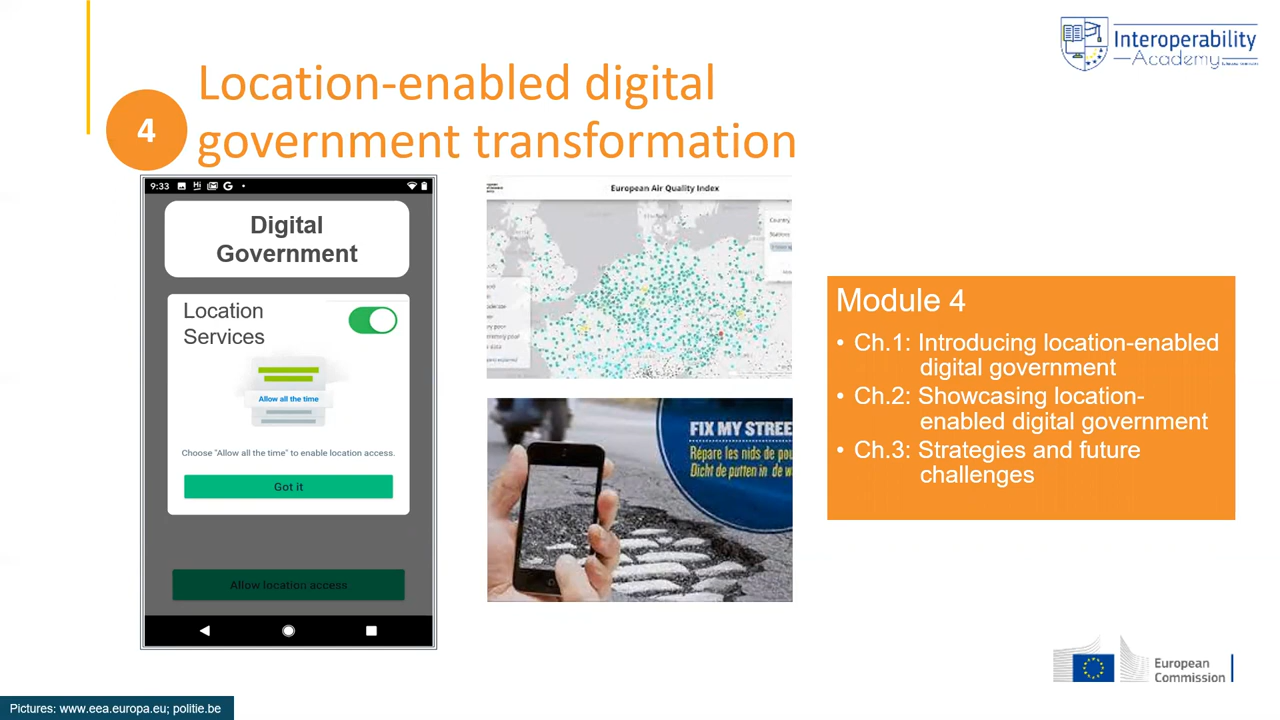 Interoperability
Academy
4
Location-enabled digital
government transformation
9:33
Digital
Government
Location
Services
Allow all the time
Choose "Allow all the time" to enable location access.
Got it
Allow location access
European Air Quality Index
Country
Stations
FIX MY STREE
Répare les nids de pou
Dicht de putten in de w
Module 4
• Ch.1: Introducing location-enabled
digital government
• Ch.2: Showcasing location-
enabled digital government
• Ch.3: Strategies and future
challenges
European
Commission
Pictures: www.eea.europa.eu; politie.be